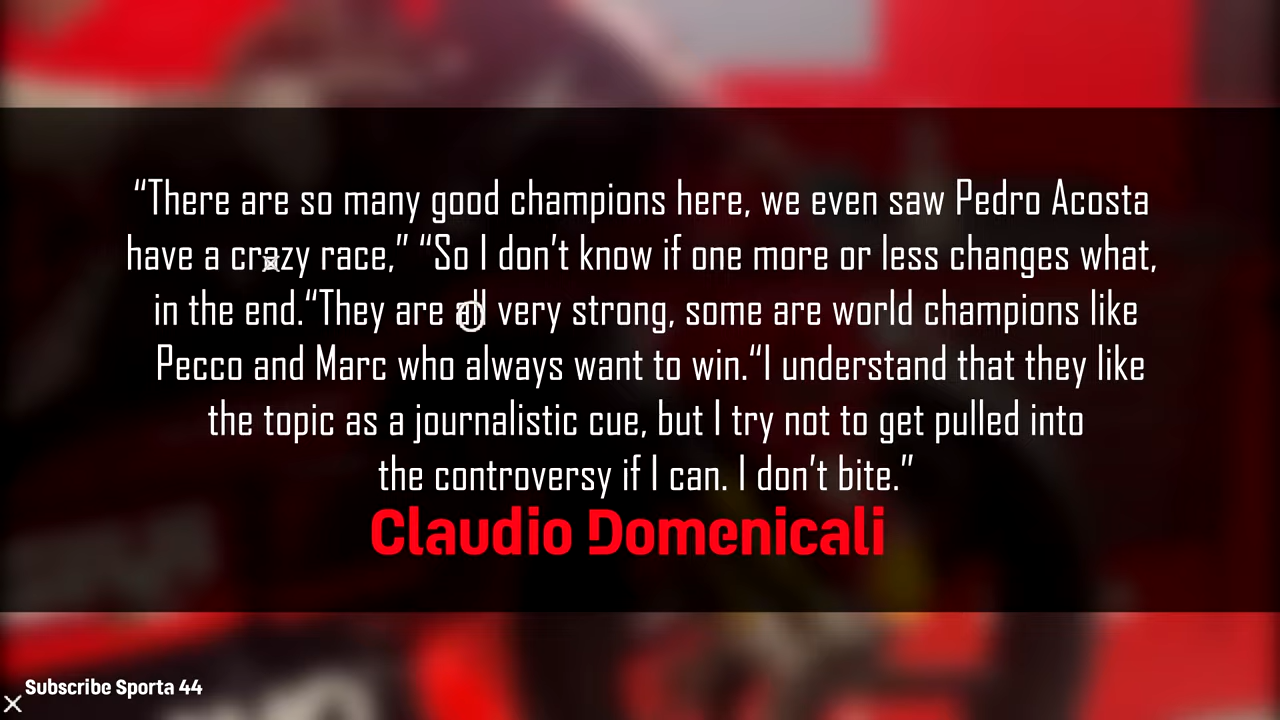 “There are so many good champions here, we even saw Pedro Acosta
have a crazy race,” “So I don’t know if one more or less changes what,
in the end.“They are all very strong, some are world champions like
Pecco and Marc who always want to win.“I understand that they like
the topic as a journalistic cue, but I try not to get pulled into
the controversy if I can. I don’t bite.”
Claudio Domenicali
Subscribe Sporta 44